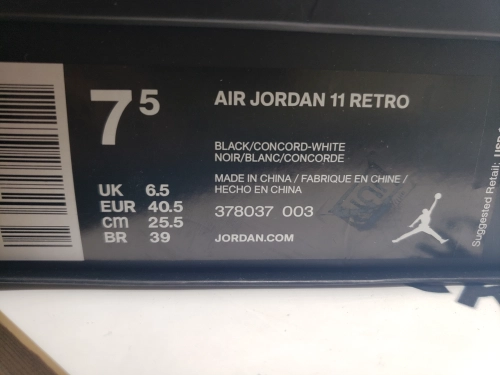 7 5
AIR JORDAN 11 RETRO
BLACK/CONCORD-WHITE
NOIR/BLANC/CONCORDE
MADE IN CHINA / FABRIQUE EN CHINE /
HECHO EN CHINA
378037 003
JORDAN.COM
UK 6.5
EUR 40.5
cm 25.5
BR 39
Suggested Retail: USD